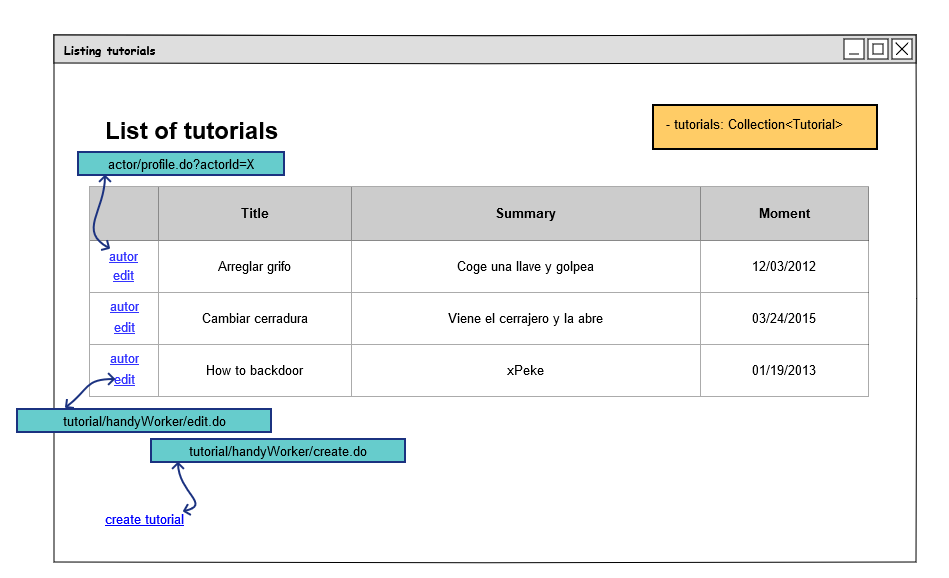 Listing tutorials
List of tutorials
- tutorials: Collection<Tutorial>
actor/profile.do?actorId=X
Title Summary Moment
autor
edit
Arreglar grifo Coge una llave y golpea 12/03/2012
autor
edit
Cambiar cerradura Viene el cerrajero y la abre 03/24/2015
autor
edit
How to backdoor xPeke 01/19/2013
tutorial/handyWorker/edit.do
tutorial/handyWorker/create.do
create tutorial